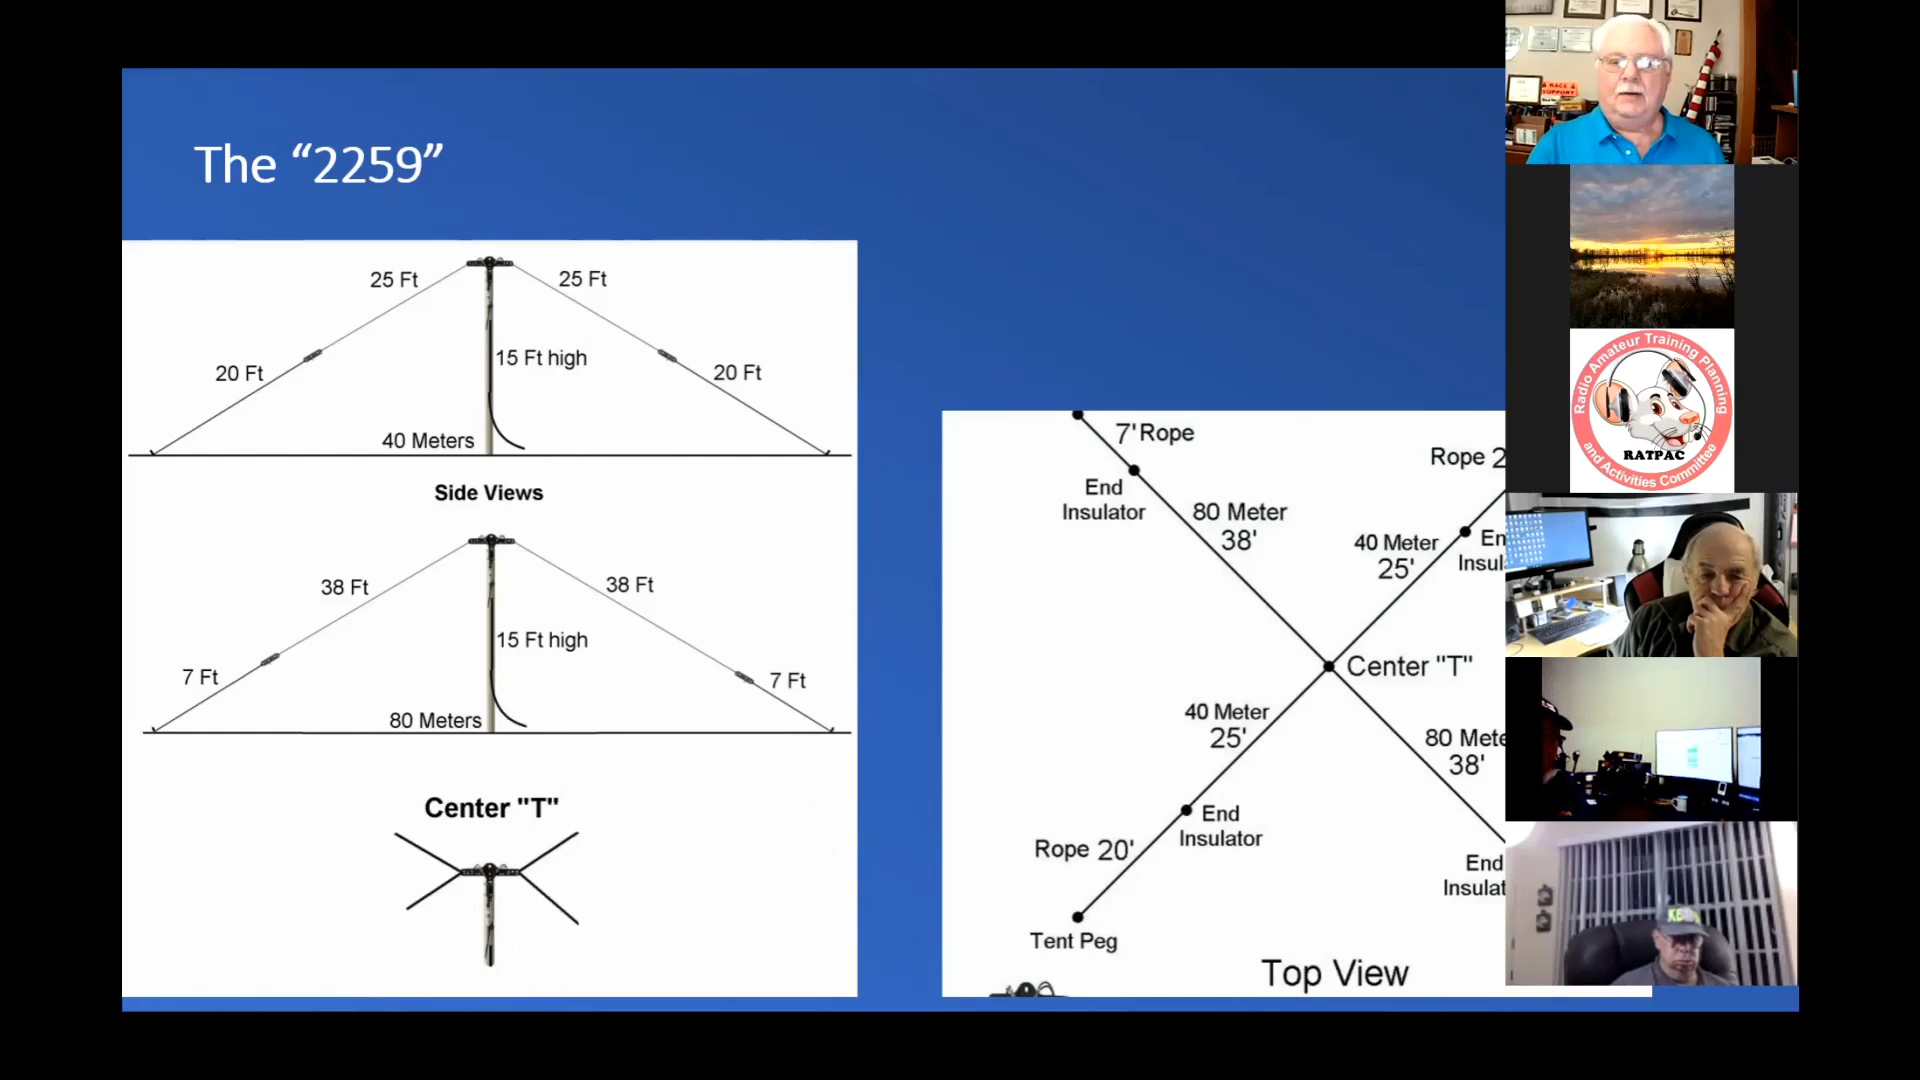 The “2259”
25 Ft
25 Ft
15 Ft high
20 Ft
20 Ft
40 Meters
Side Views
38 Ft
38 Ft
15 Ft high
7 Ft
7 Ft
80 Meters
Center "T"
7' Rope
End
Insulator
80 Meter
38'
Rope 2
40 Meter
25'
En
Insul
Center "T"
40 Meter
25'
80 Mete
38'
End
Insulator
Rope 20'
End
Insulat
Tent Peg
Top View
Radio Amateur Training Planning
and Activities Committee
RATPAC